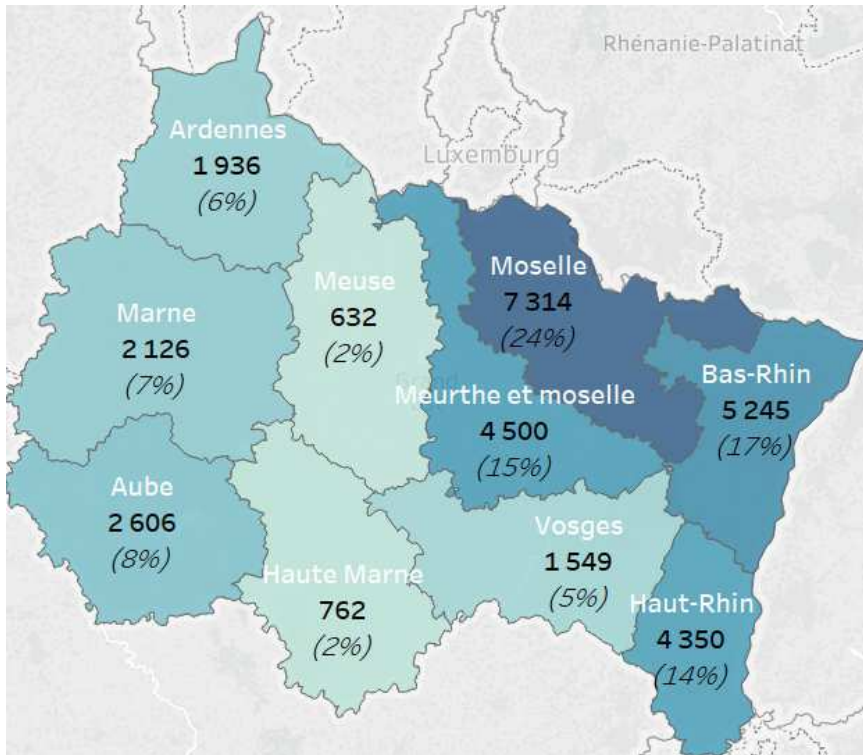 Rhénanie-Palatinat
Luxemburg
Ardennes
1 936
(6%)
Moselle
7 314
(24%)
Meuse
632
(2%)
Marne
2 126
(7%)
Bas-Rhin
5 245
(17%)
Meurthe et moselle
4 500
(15%)
Aube
2 606
(8%)
Vosges
1 549
(5%)
Haute Marne
762
(2%)
Haut-Rhin
4 350
(14%)